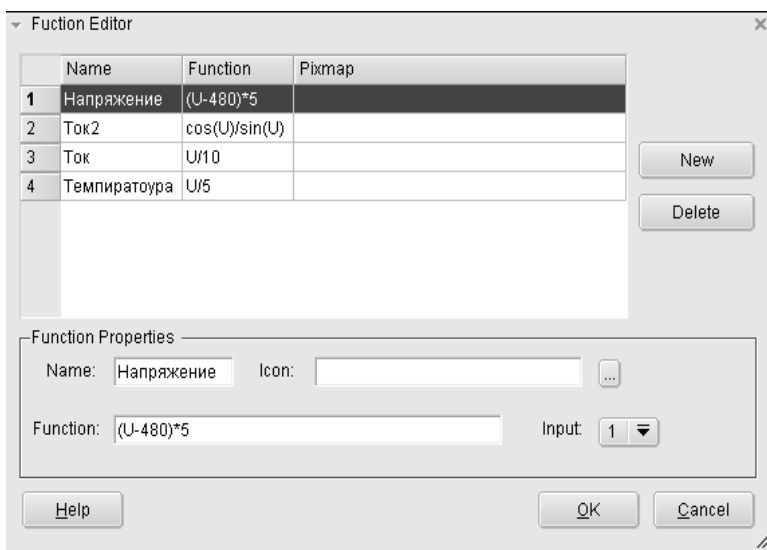 Fuction Editor
Name Function Pixmap
1 Напряжение (U-480)*5
2 Ток2 cos(U)/sin(U)
3 Ток U/10
4 Темпиратоура U/5
New
Delete
Function Properties
Name: Напряжение Icon: ...
Function: (U-480)*5 Input: 1
Help OK Cancel